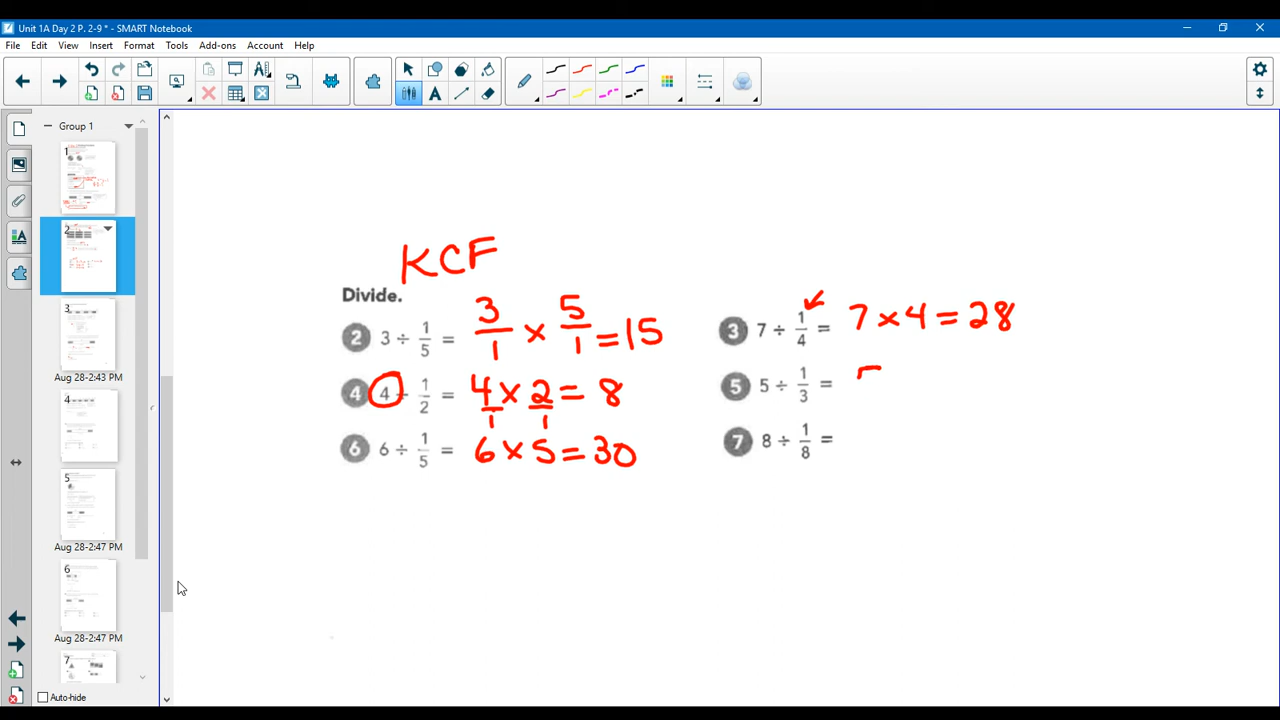 Unit 1A Day 2 P. 2-9 * - SMART Notebook
File Edit View Insert Format Tools Add-ons Account Help
Group 1
1
2
3
Aug 28-2:43 PM
4
5
Aug 28-2:47 PM
6
Aug 28-2:47 PM
7
Auto-hide
KCF
Divide.
2 3 ÷ 1/5 = 3/1 × 5/1 = 15
3 7 ÷ 1/4 = 7 × 4 = 28
4 4 ÷ 1/2 = 4/1 × 2/1 = 8
5 5 ÷ 1/3 =
6 6 ÷ 1/5 = 6 × 5 = 30
7 8 ÷ 1/8 =